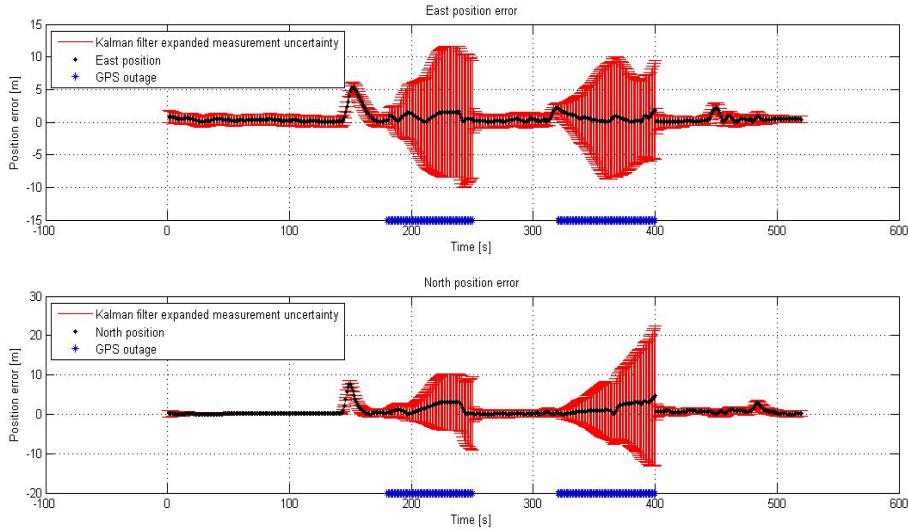 East position error
15
10
5
0
-5
-10
-15
Position error [m]
Kalman filter expanded measurement uncertainty
East position
GPS outage
-100 0 100 200 300 400 500 600
Time [s]
North position error
30
20
10
0
-10
-20
Position error [m]
Kalman filter expanded measurement uncertainty
North position
GPS outage
-100 0 100 200 300 400 500 600
Time [s]